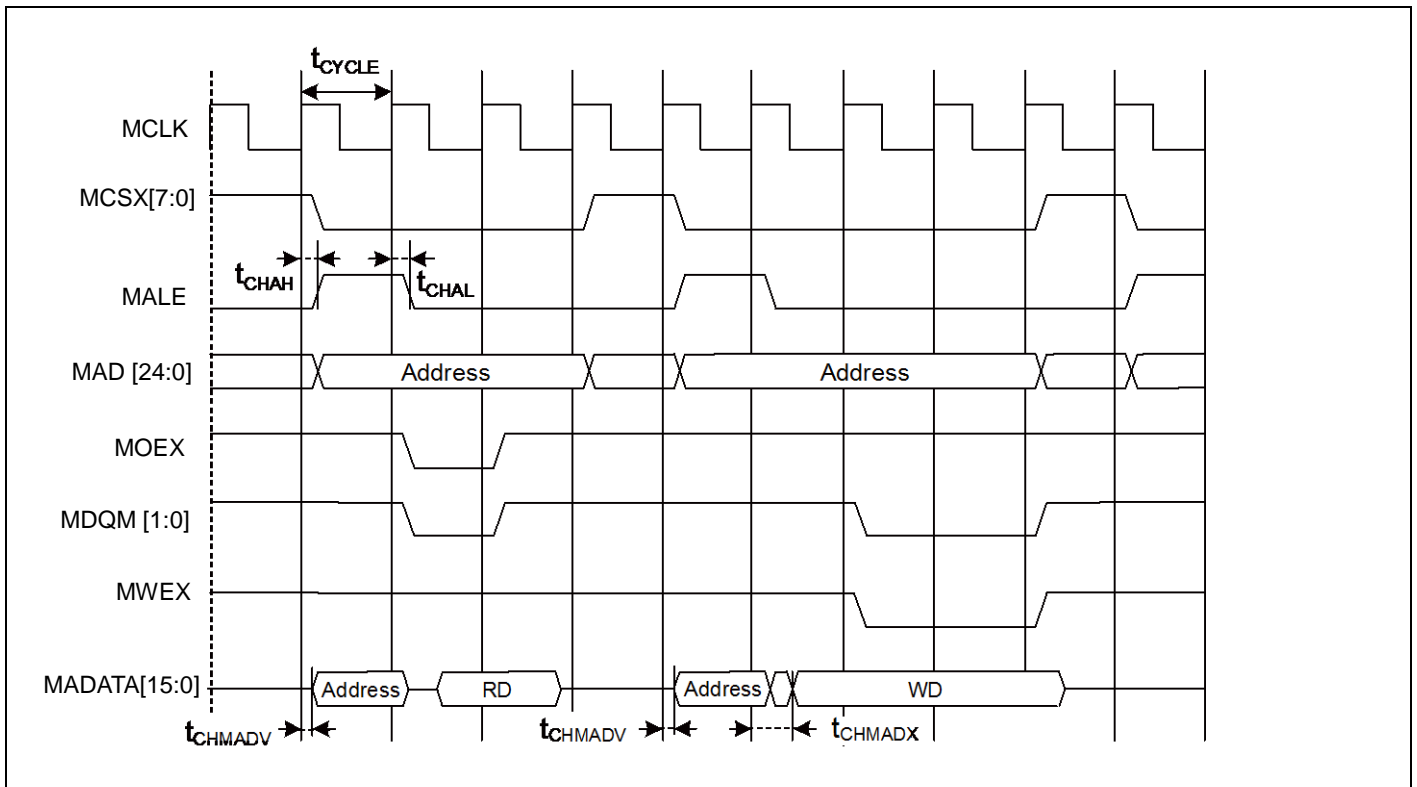 tCYCLE
MCLK
MCSX[7:0]
tCHAH
tCHAL
MALE
MAD [24:0]
Address
Address
MOEX
MDQM [1:0]
MWEX
MADATA[15:0]
Address
RD
Address
WD
tCHMADV
tCHMADV
tCHMADX